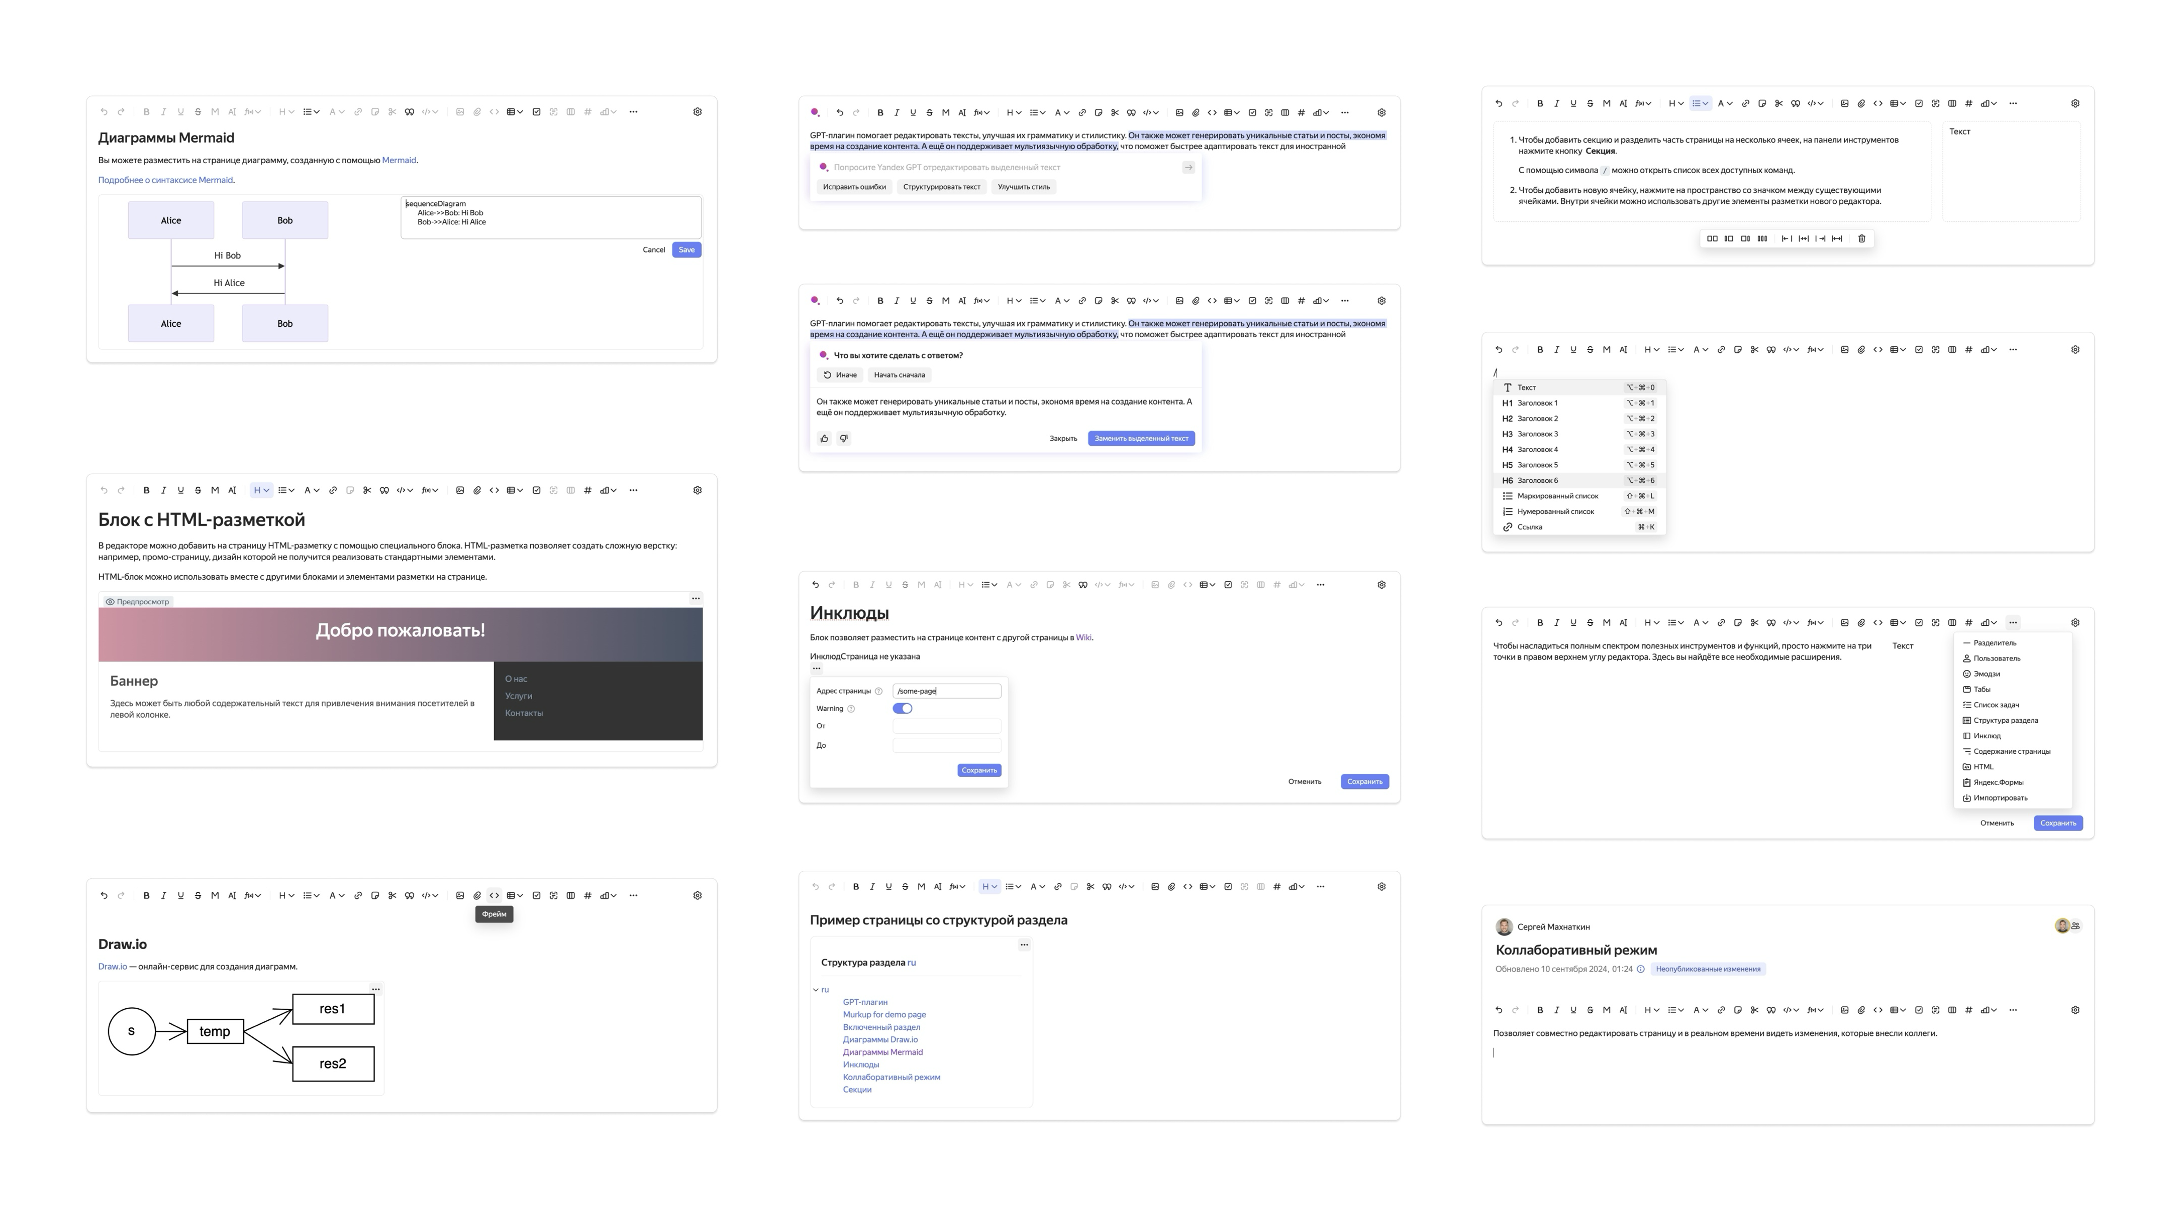 Диаграммы Mermaid
Вы можете разместить на странице диаграмму, созданную с помощью Mermaid.
Подробнее о синтаксисе Mermaid.
Alice
Bob
Hi Bob
Hi Alice
Alice
Bob
sequenceDiagram
Alice->>Bob: Hi Bob
Bob->>Alice: Hi Alice
Cancel
Save
Блок с HTML-разметкой
В редакторе можно добавить на страницу HTML-разметку с помощью специального блока. HTML-разметка позволяет создать сложную верстку:
например, промо-страницу, дизайн которой не получится реализовать стандартными элементами.
HTML-блок можно использовать вместе с другими блоками и элементами разметки на странице.
Предпросмотр
Добро пожаловать!
Баннер
Здесь может быть любой содержательный текст для привлечения внимания посетителей в
левой колонке.
О нас
Услуги
Контакты
Фрейм
Draw.io
Draw.io — онлайн-сервис для создания диаграмм.
s
temp
res1
res2
GPT-плагин помогает редактировать тексты, улучшая их грамматику и стилистику. Он также может генерировать уникальные статьи и посты, экономя
время на создание контента. А ещё он поддерживает мультиязычную обработку, что поможет быстрее адаптировать текст для иностранной
Попросите Yandex GPT отредактировать выделенный текст
Исправить ошибки
Структурировать текст
Улучшить стиль
GPT-плагин помогает редактировать тексты, улучшая их грамматику и стилистику. Он также может генерировать уникальные статьи и посты, экономя
время на создание контента. А ещё он поддерживает мультиязычную обработку, что поможет быстрее адаптировать текст для иностранной
Что вы хотите сделать с ответом?
Иначе
Начать сначала
Он также может генерировать уникальные статьи и посты, экономя время на создание контента. А
ещё он поддерживает мультиязычную обработку.
Закрыть
Заменить выделенный текст
Инклюды
Блок позволяет разместить на странице контент с другой страницы в Wiki.
ИнклюдСтраница не указана
Адрес страницы
/some-page
Warning
От
До
Сохранить
Отменить
Сохранить
Пример страницы со структурой раздела
Структура раздела ru
ru
GPT-плагин
Murkup for demo page
Включенный раздел
Диаграммы Draw.io
Диаграммы Mermaid
Инклюды
Коллаборативный режим
Секции
1. Чтобы добавить секцию и разделить часть страницы на несколько ячеек, на панели инструментов
нажмите кнопку Секция.
С помощью символа / можно открыть список всех доступных команд.
2. Чтобы добавить новую ячейку, нажмите на пространство со значком между существующими
ячейками. Внутри ячейки можно использовать другие элементы разметки нового редактора.
Текст
/
Текст ⌥+⌘+0
H1 Заголовок 1 ⌥+⌘+1
H2 Заголовок 2 ⌥+⌘+2
H3 Заголовок 3 ⌥+⌘+3
H4 Заголовок 4 ⌥+⌘+4
H5 Заголовок 5 ⌥+⌘+5
H6 Заголовок 6 ⌥+⌘+6
Маркированный список ⇧+⌘+L
Нумерованный список ⇧+⌘+M
Ссылка ⌘+K
Чтобы насладиться полным спектром полезных инструментов и функций, просто нажмите на три
точки в правом верхнем углу редактора. Здесь вы найдёте все необходимые расширения.
Текст
Разделитель
Пользователь
Эмодзи
Табы
Список задач
Структура раздела
Инклюд
Содержание страницы
HTML
Яндекс.Формы
Импортировать
Отменить
Сохранить
Сергей Махнаткин
Коллаборативный режим
Обновлено 10 сентября 2024, 01:24
Неопубликованные изменения
Позволяет совместно редактировать страницу и в реальном времени видеть изменения, которые внесли коллеги.